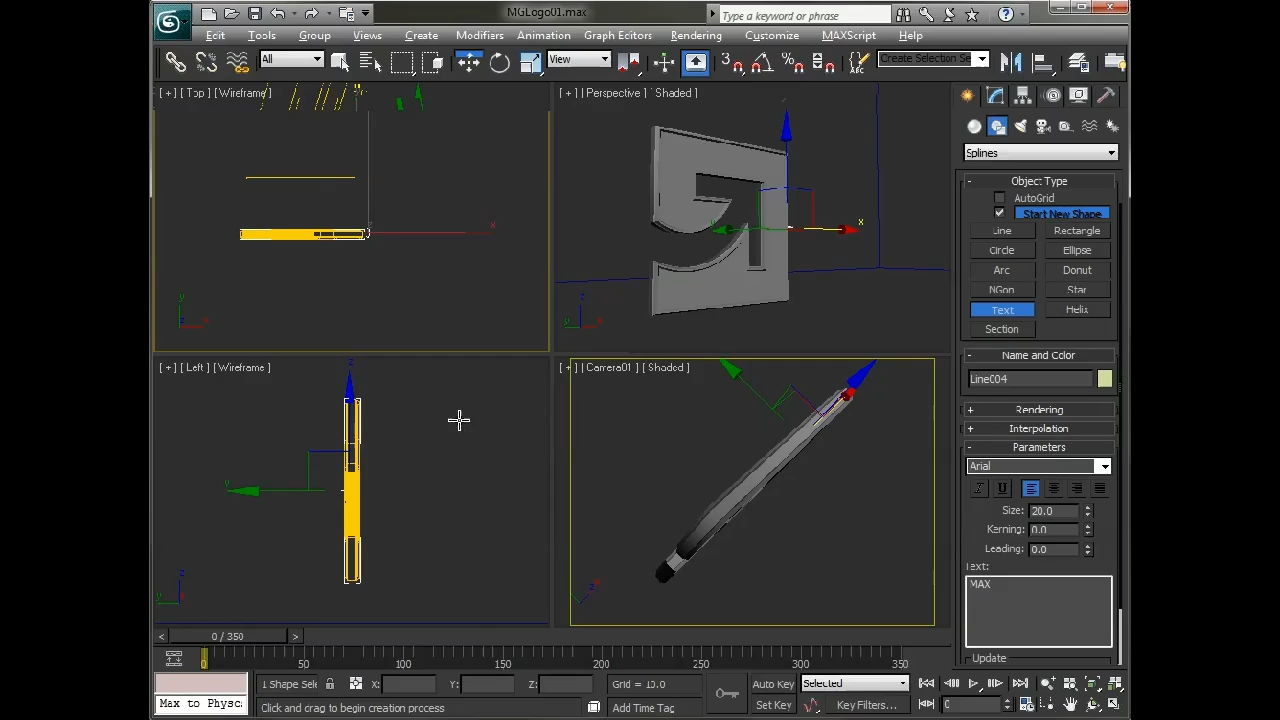 MGLogo01.max
Type a keyword or phrase
Edit Tools Group Views Create Modifiers Animation Graph Editors Rendering Customize MAXScript Help
All
View
3
Create Selection Se
[ + ] [ Top ] [ Wireframe ]
[ + ] [ Perspective ] [ Shaded ]
Splines
- Object Type
AutoGrid
Start New Shape
Line Rectangle
Circle Ellipse
Arc Donut
NGon Star
Text Helix
Section
x
y
x
y
z
y
[ + ] [ Left ] [ Wireframe ]
[ + ] [ Camera01 ] [ Shaded ]
- Name and Color
Line004
+ Rendering
+ Interpolation
- Parameters
Arial
I U
Size: 20.0
Kerning: 0.0
Leading: 0.0
Text:
MAX
Update
z
y
z
y
z
< 0 / 350 >
0 50 100 150 200 250 300 350
1 Shape Sel X: Y: Z: Grid = 10.0 Auto Key Selected
Max to Physc Click and drag to begin creation process Add Time Tag Set Key Key Filters... 0